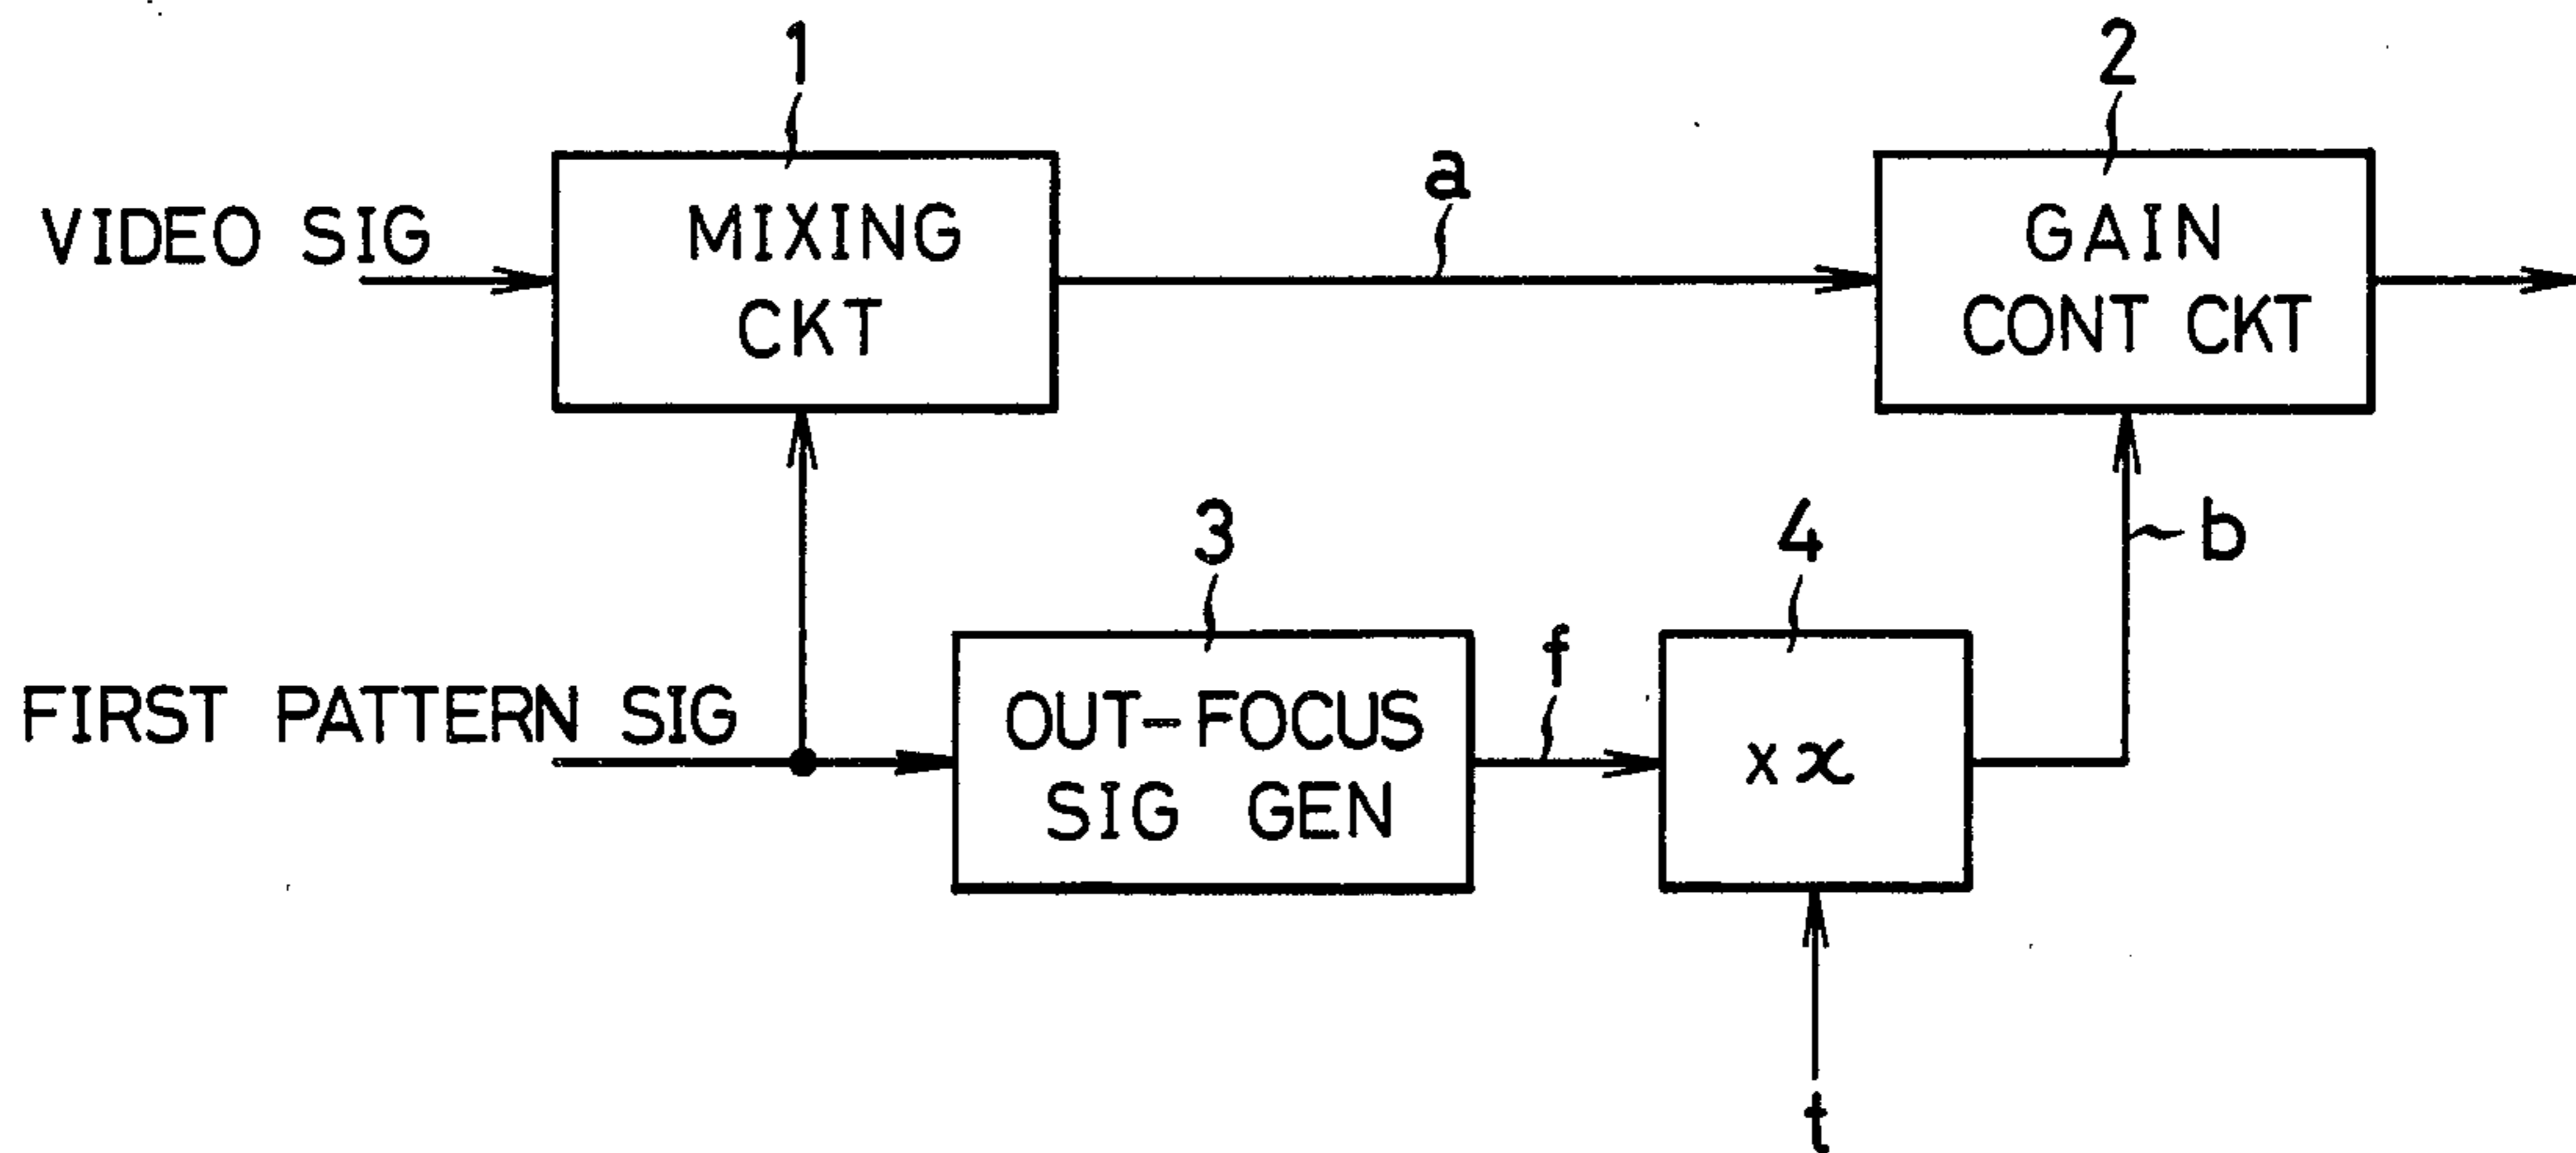 1
2
VIDEO SIG
MIXING
CKT
a
GAIN
CONT CKT
b
3
4
FIRST PATTERN SIG
OUT-FOCUS
SIG GEN
f
xx
t